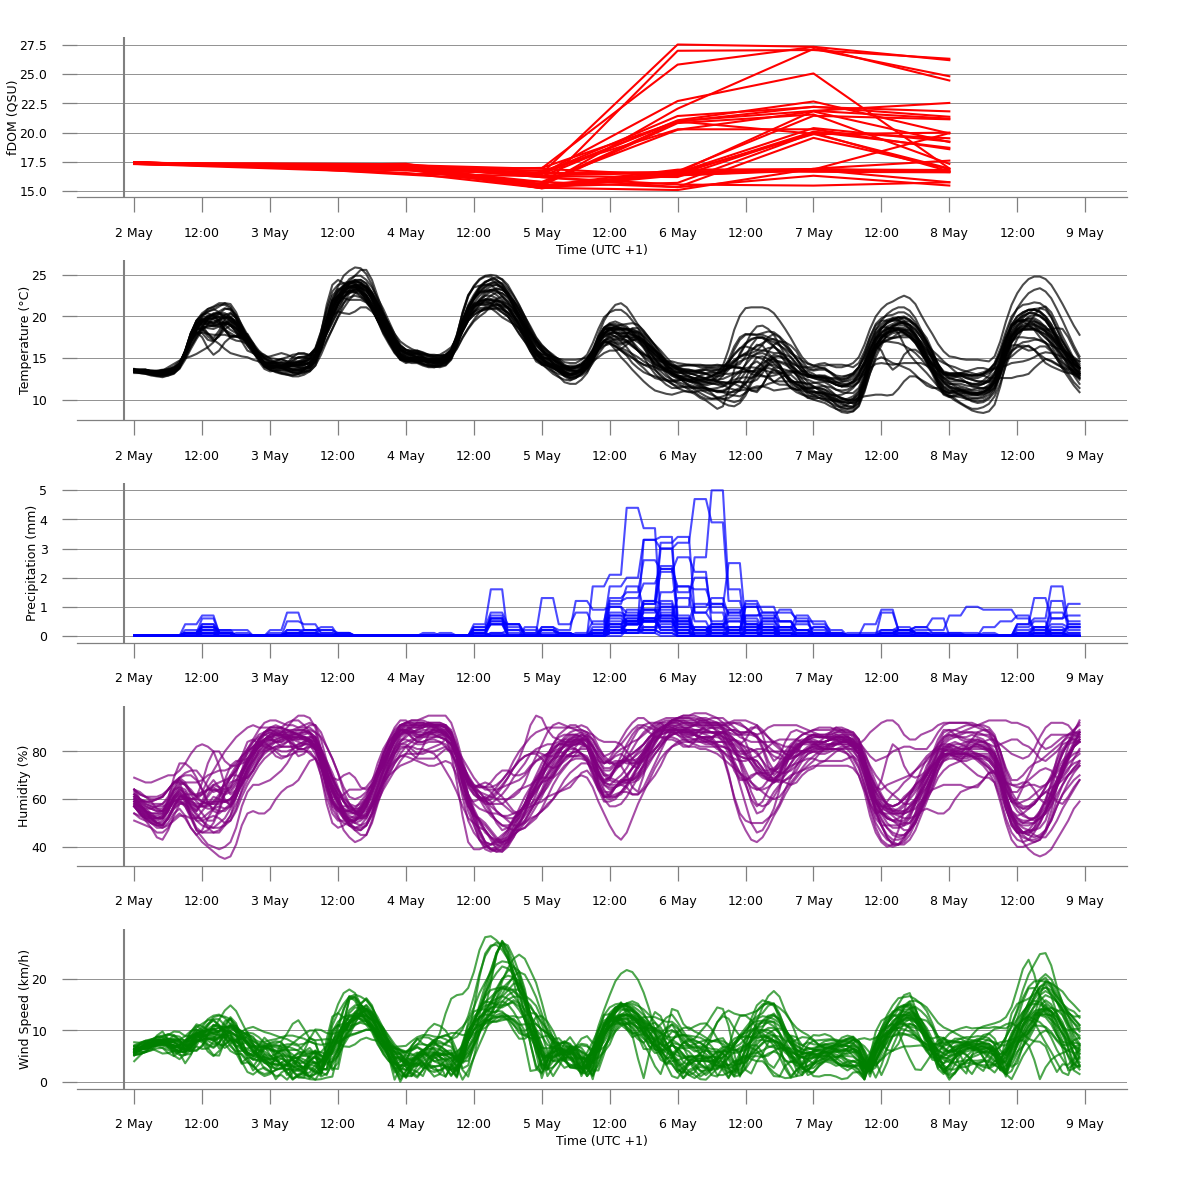 27.5
25.0
22.5
20.0
17.5
15.0
fDOM (QSU)
2 May 12:00 3 May 12:00 4 May 12:00 5 May 12:00 6 May 12:00 7 May 12:00 8 May 12:00 9 May
Time (UTC +1)
25
20
15
10
Temperature (°C)
2 May 12:00 3 May 12:00 4 May 12:00 5 May 12:00 6 May 12:00 7 May 12:00 8 May 12:00 9 May
5
4
3
2
1
0
Precipitation (mm)
2 May 12:00 3 May 12:00 4 May 12:00 5 May 12:00 6 May 12:00 7 May 12:00 8 May 12:00 9 May
80
60
40
Humidity (%)
2 May 12:00 3 May 12:00 4 May 12:00 5 May 12:00 6 May 12:00 7 May 12:00 8 May 12:00 9 May
20
10
0
Wind Speed (km/h)
2 May 12:00 3 May 12:00 4 May 12:00 5 May 12:00 6 May 12:00 7 May 12:00 8 May 12:00 9 May
Time (UTC +1)